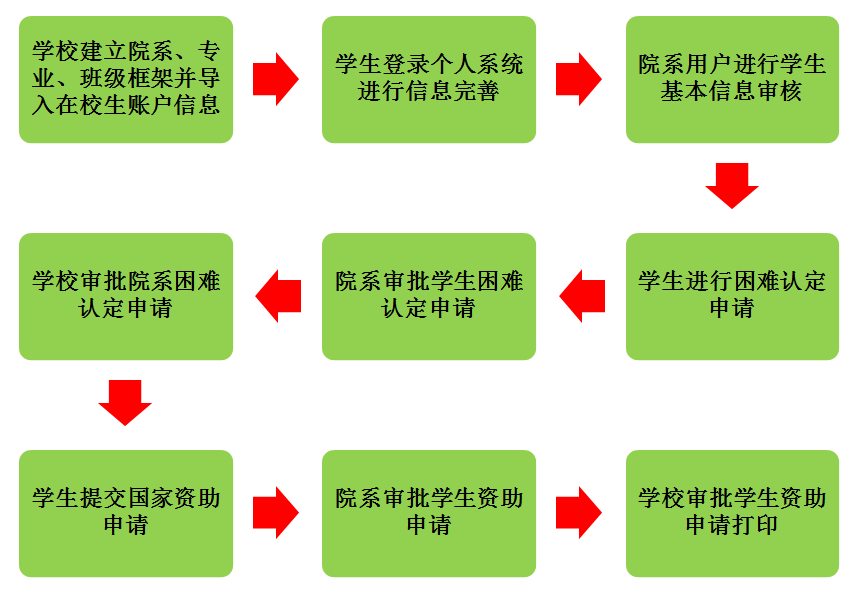 学校建立院系、专
业、班级框架并导
入在校生账户信息
学生登录个人系统
进行信息完善
院系用户进行学生
基本信息审核
学生进行困难认定
申请
院系审批学生困难
认定申请
学校审批院系困难
认定申请
学生提交国家资助
申请
院系审批学生资助
申请
学校审批学生资助
申请打印